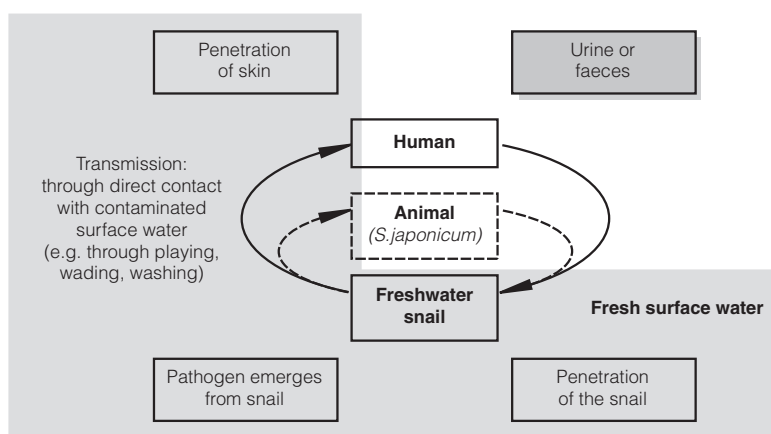 Penetration
of skin
Urine or
faeces
Human
Transmission:
through direct contact
with contaminated
surface water
(e.g. through playing,
wading, washing)
Animal
(S.japonicum)
Freshwater
snail
Fresh surface water
Pathogen emerges
from snail
Penetration
of the snail